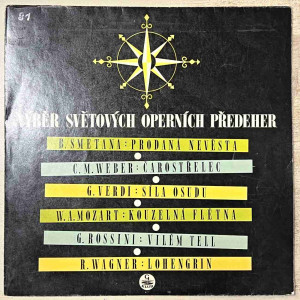 51
VÝBĚR SVĚTOVÝCH OPERNÍCH PŘEDEHER
B. SMETANA: PRODANÁ NEVĚSTA
C. M. WEBER: ČAROSTŘELEC
G. VERDI: SÍLA OSUDU
W. A. MOZART: KOUZELNÁ FLÉTNA
G. ROSSINI: VILÉM TELL
R. WAGNER: LOHENGRIN